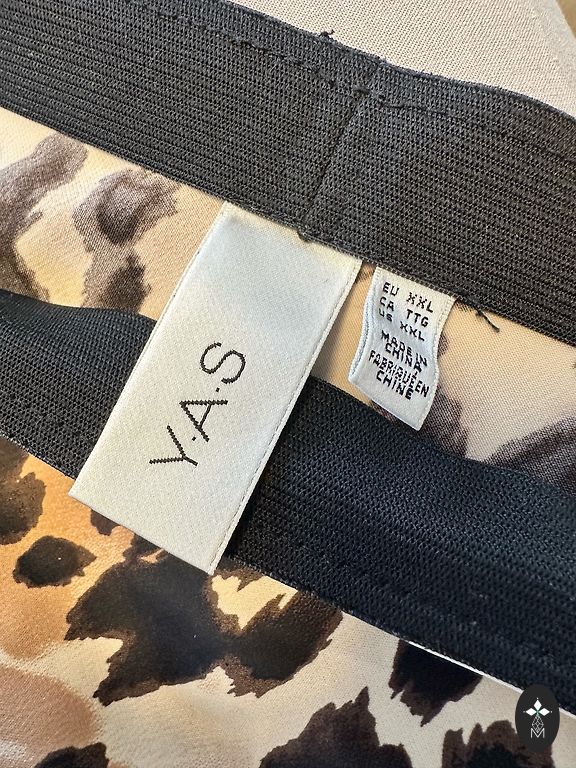 Y·A·S
EU XXL
CA TTG
US XXL
MADE IN
CHINA
FABRIQUÉ EN
CHINE
M